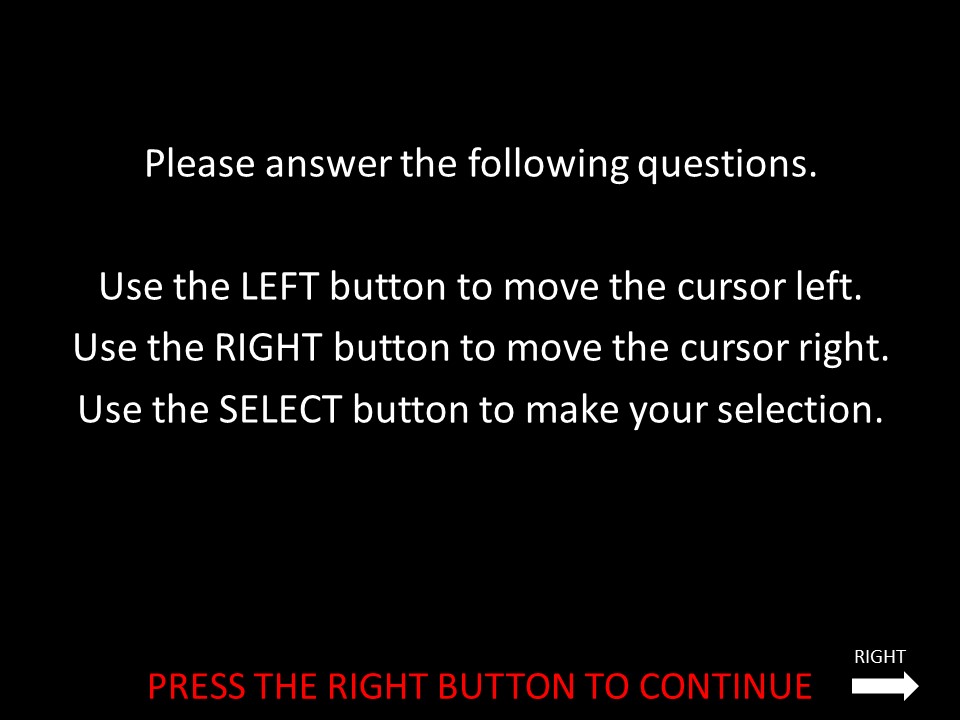 Please answer the following questions.
Use the LEFT button to move the cursor left.
Use the RIGHT button to move the cursor right.
Use the SELECT button to make your selection.
RIGHT
PRESS THE RIGHT BUTTON TO CONTINUE